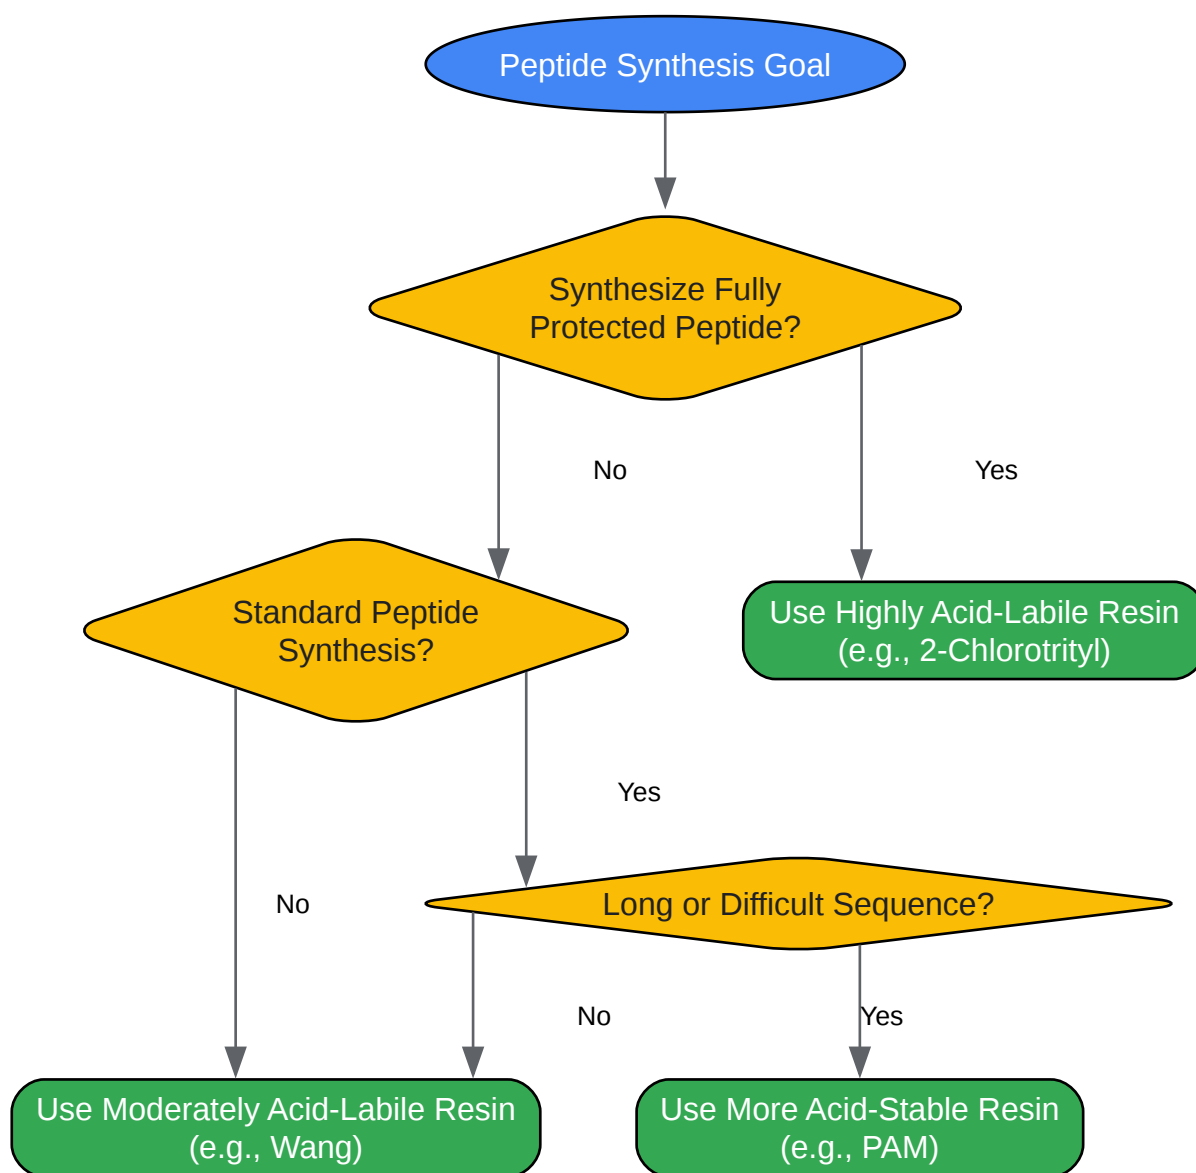 Peptide Synthesis Goal
Synthesize Fully
Protected Peptide?
No
Yes
Standard Peptide
Synthesis?
Use Highly Acid-Labile Resin
(e.g., 2-Chlorotrityl)
Yes
No
Long or Difficult Sequence?
No
Yes
Use Moderately Acid-Labile Resin
(e.g., Wang)
Use More Acid-Stable Resin
(e.g., PAM)